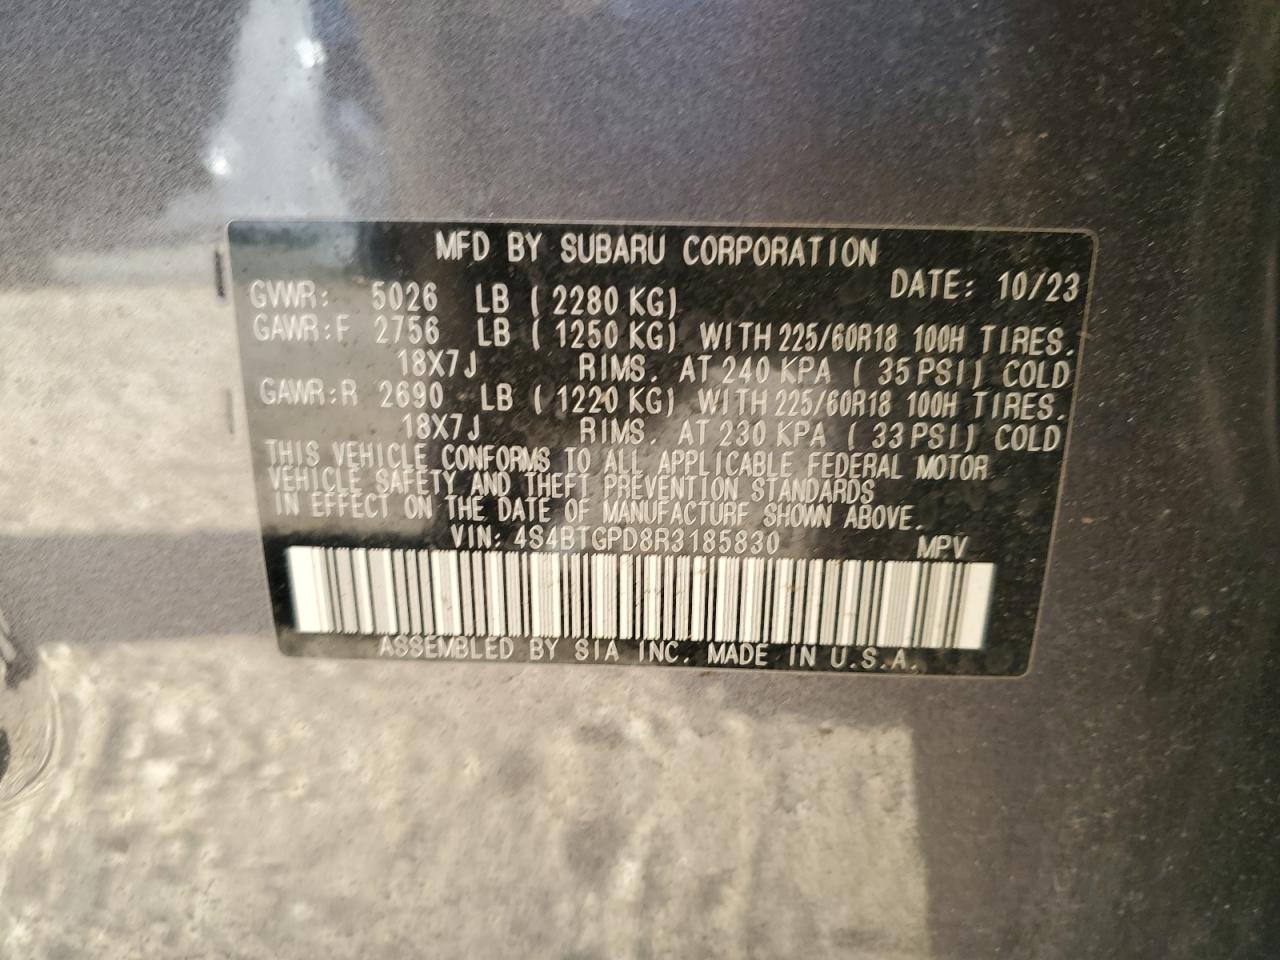 MFD BY SUBARU CORPORATION
DATE: 10/23
GVWR: 5026 LB ( 2280 KG)
GAWR:F 2756 LB ( 1250 KG) WITH 225/60R18 100H TIRES.
18X7J RIMS. AT 240 KPA ( 35 PSI) COLD
GAWR:R 2690 LB ( 1220 KG) WITH 225/60R18 100H TIRES.
18X7J RIMS. AT 230 KPA ( 33 PSI) COLD
THIS VEHICLE CONFORMS TO ALL APPLICABLE FEDERAL MOTOR
VEHICLE SAFETY AND THEFT PREVENTION STANDARDS
IN EFFECT ON THE DATE OF MANUFACTURE SHOWN ABOVE.
VIN: 4S4BTGPD8R3185830 MPV
ASSEMBLED BY SIA INC. MADE IN U.S.A.